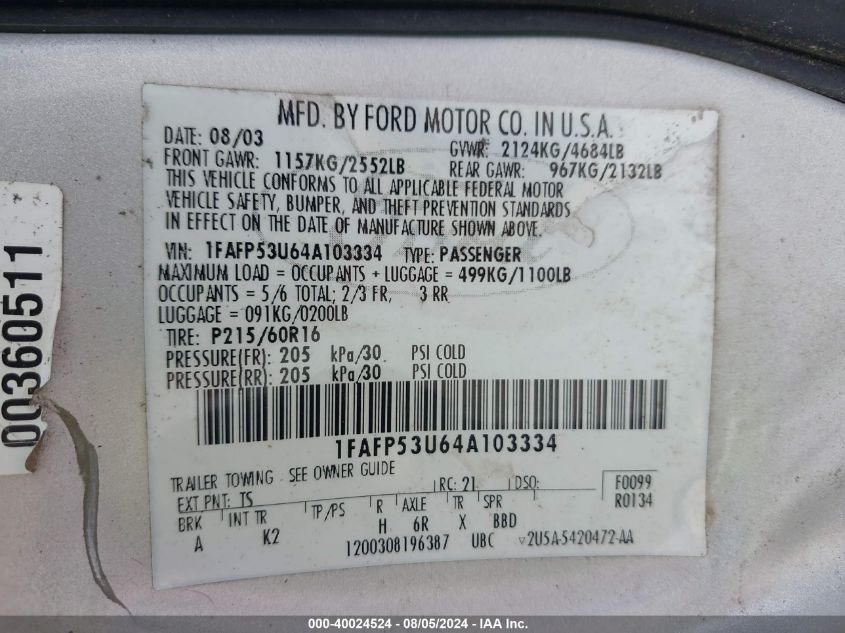 MFD. BY FORD MOTOR CO. IN U.S.A.
DATE: 08/03 GVWR: 2124KG/4684LB
FRONT GAWR: 1157KG/2552LB REAR GAWR: 967KG/2132LB
THIS VEHICLE CONFORMS TO ALL APPLICABLE FEDERAL MOTOR
VEHICLE SAFETY, BUMPER, AND THEFT PREVENTION STANDARDS
IN EFFECT ON THE DATE OF MANUFACTURE SHOWN ABOVE.
VIN: 1FAFP53U64A103334 TYPE: PASSENGER
MAXIMUM LOAD = OCCUPANTS + LUGGAGE = 499KG/1100LB
OCCUPANTS = 5/6 TOTAL; 2/3 FR, 3 RR
LUGGAGE = 091KG/0200LB
TIRE: P215/60R16
PRESSURE(FR): 205 kPa/30 PSI COLD
PRESSURE(RR): 205 kPa/30 PSI COLD
1FAFP53U64A103334
TRAILER TOWING - SEE OWNER GUIDE
EXT PNT: TS RC: 21 DSO: F0099
R0134
BRK INT TR TP/PS R AXLE TR SPR
A K2 H 6R X BBD
1200308196387 UBC ▽2U5A-5420472-AA
00360511
000-40024524 - 08/05/2024 - IAA Inc.